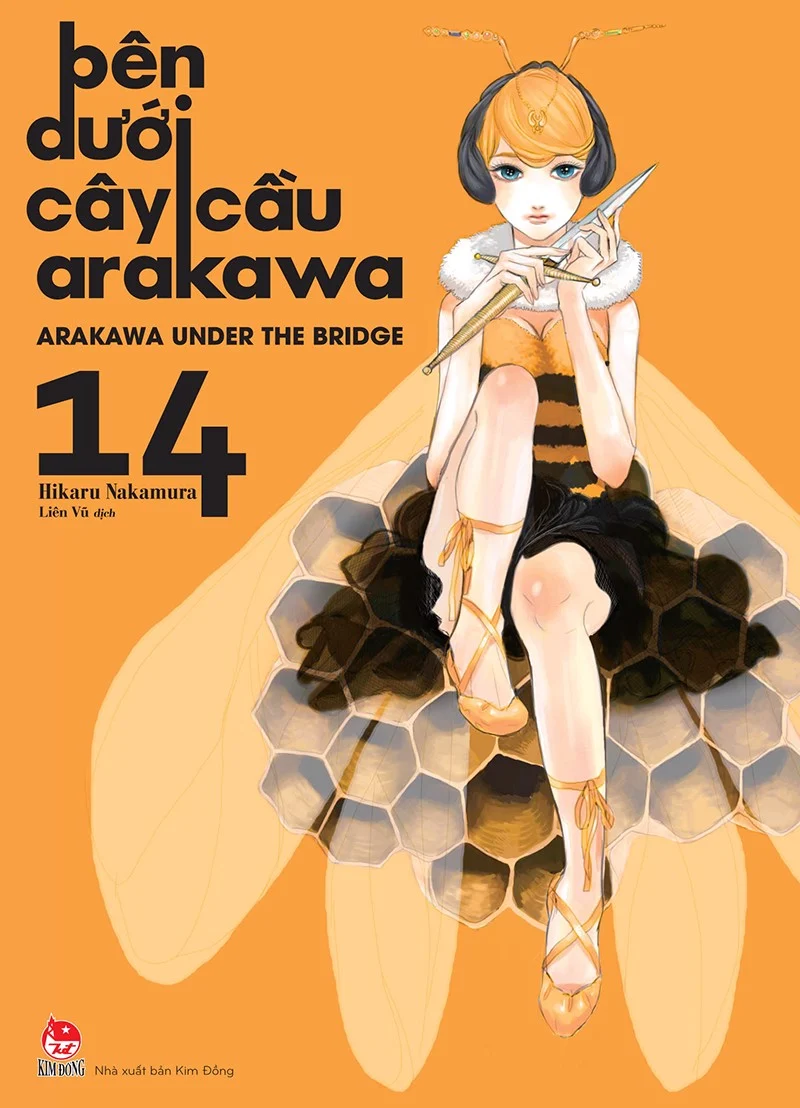 bên
dưới
cây cầu
arakawa
ARAKAWA UNDER THE BRIDGE
14
Hikaru Nakamura
Liên Vũ dịch
KIM ĐỒNG
Nhà xuất bản Kim Đồng